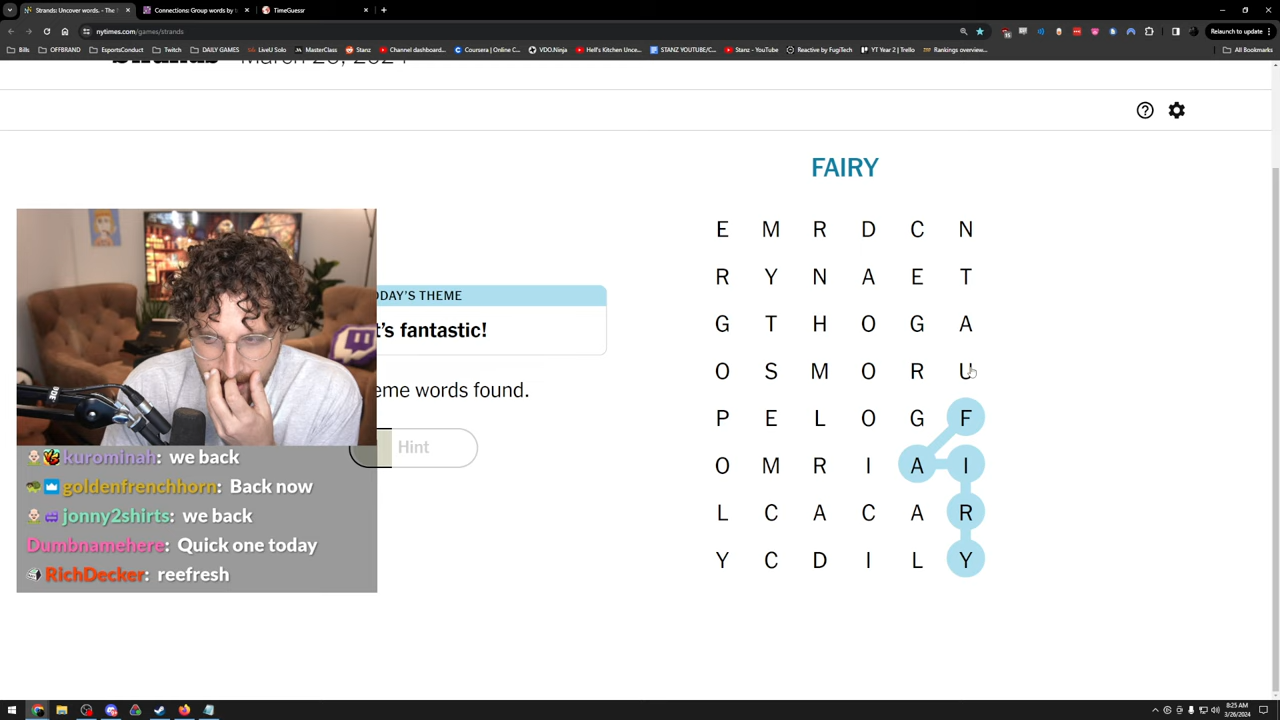 Strands: Uncover words. - The
Connections: Group words by t
TimeGuessr
nytimes.com/games/strands
Relaunch to update
Bills
OFFBRAND
EsportsConduct
Twitch
DAILY GAMES
LiveU Solo
MasterClass
Stanz
Channel dashboard...
Coursera | Online C...
VDO.Ninja
Hell's Kitchen Unca...
STANZ YOUTUBE/C...
Stanz - YouTube
Reactive by FugiTech
YT Year 2 | Trello
Rankings overview...
All Bookmarks
FAIRY
E M R D C N
R Y N A E T
G T H O G A
O S M O R U
P E L O G F
O M R I A I
L C A C A R
Y C D I L Y
ODAY'S THEME
t's fantastic!
eme words found.
Hint
kurominah: we back
goldenfrenchhorn: Back now
jonny2shirts: we back
Dumbnamehere: Quick one today
RichDecker: reefresh
8:25 AM
3/26/2024